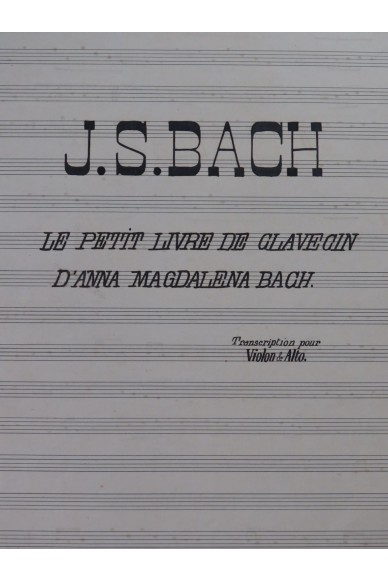 J.S.BACH
LE PETIT LIVRE DE CLAVECIN
D'ANNA MAGDALENA BACH.
Transcription pour
Violon & Alto.